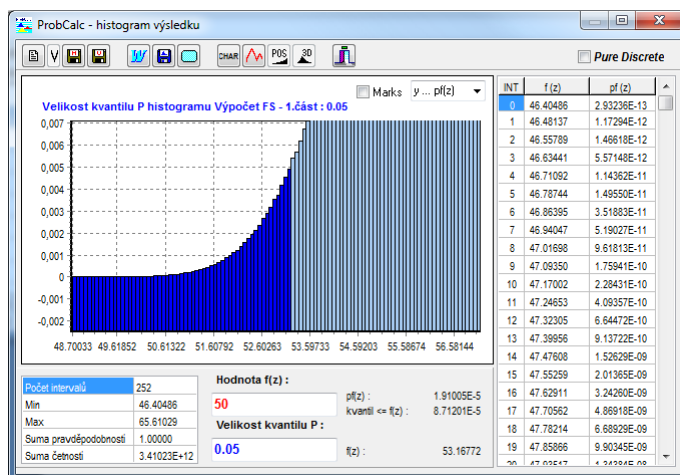 ProbCalc - histogram výsledku
CHAR POS 3D
Pure Discrete
Marks y ... pf(z)
Velikost kvantilu P histogramu Výpočet FS - 1.část : 0.05
0,007
0,006
0,005
0,004
0,003
0,002
0,001
0
-0,001
-0,002
48.70033 49.61852 50.61322 51.60792 52.60263 53.59733 54.59203 55.58674 56.58144
INT f (z) pf (z)
0 46.40486 2.93236E-13
1 46.48137 1.17294E-12
2 46.55789 1.46618E-12
3 46.63441 5.57148E-12
4 46.71092 1.14362E-11
5 46.78744 1.49550E-11
6 46.86395 3.51883E-11
7 46.94047 5.19027E-11
8 47.01698 9.61813E-11
9 47.09350 1.75941E-10
10 47.17002 2.28431E-10
11 47.24653 4.09357E-10
12 47.32305 6.64472E-10
13 47.39956 9.13722E-10
14 47.47608 1.52629E-09
15 47.55259 2.01365E-09
16 47.62911 3.24260E-09
17 47.70562 4.86918E-09
18 47.78214 6.68929E-09
19 47.85866 9.90345E-09
Počet intervalů 252
Min 46.40486
Max 65.61029
Suma pravděpodobnosti 1.00000
Suma četnosti 3.41023E+12
Hodnota f(z) :
50
pf(z) : 1.91005E-5
kvantil <= f(z) : 8.71201E-5
Velikost kvantilu P :
0.05
f(z) : 53.16772